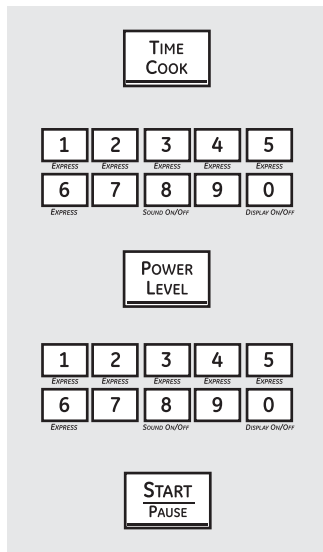 TIME
COOK
1 2 3 4 5
EXPRESS EXPRESS EXPRESS EXPRESS EXPRESS
6 7 8 9 0
EXPRESS SOUND ON/OFF DISPLAY ON/OFF
POWER
LEVEL
1 2 3 4 5
EXPRESS EXPRESS EXPRESS EXPRESS EXPRESS
6 7 8 9 0
EXPRESS SOUND ON/OFF DISPLAY ON/OFF
START
PAUSE